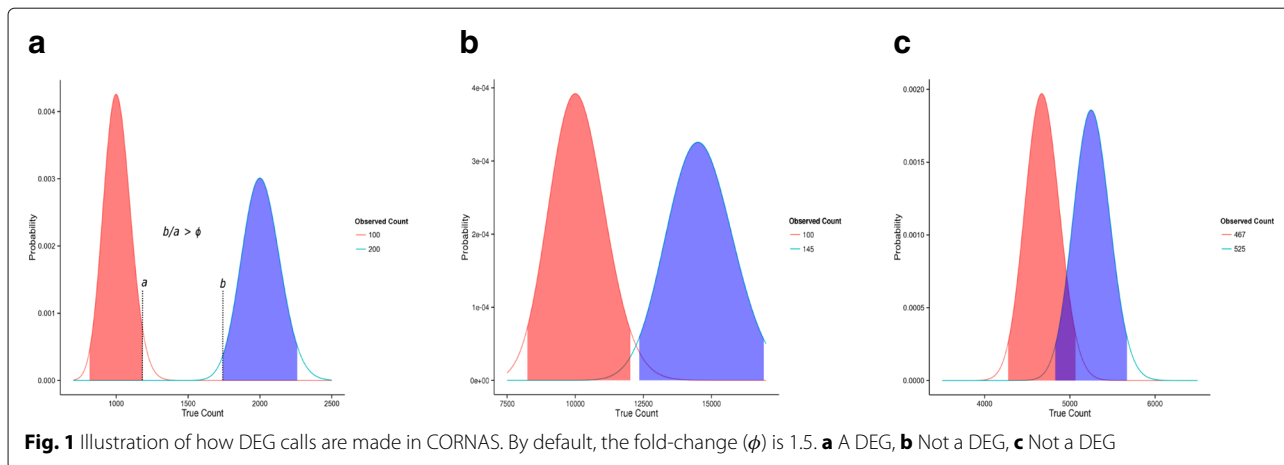 a
0.004
0.003
0.002
0.001
0.000
Probability
b/a > ϕ
a
b
Observed Count
100
200
1000
1500
2000
2500
True Count
b
4e-04
3e-04
2e-04
1e-04
0e+00
Probability
Observed Count
100
145
7500
10000
12500
15000
True Count
c
0.0020
0.0015
0.0010
0.0005
0.0000
Probability
Observed Count
467
525
4000
5000
6000
True Count
Fig. 1 Illustration of how DEG calls are made in CORNAS. By default, the fold-change (ϕ) is 1.5. a A DEG, b Not a DEG, c Not a DEG